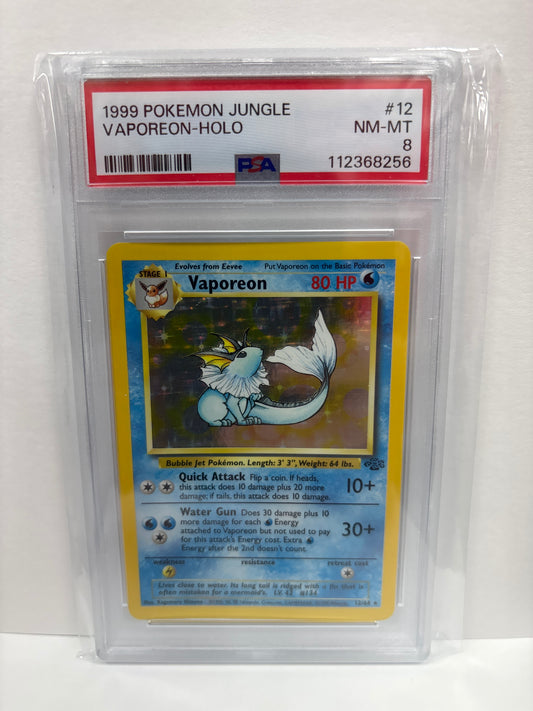 1999 POKEMON JUNGLE #12
VAPOREON-HOLO NM-MT
8
PSA 112368256
STAGE 1 Evolves from Eevee Put Vaporeon on the Basic Pokémon
Vaporeon 80 HP
Bubble Jet Pokémon. Length: 3' 3", Weight: 64 lbs.
Quick Attack Flip a coin. If heads,
this attack does 10 damage plus 20 more
damage; if tails, this attack does 10 damage.
10+
Water Gun Does 30 damage plus 10
more damage for each Energy
attached to Vaporeon but not used to pay
for this attack's Energy cost. Extra
Energy after the 2nd doesn't count.
30+
weakness resistance retreat cost
Lives close to water. Its long tail is ridged with a fin that is
often mistaken for a mermaid's. LV. 42 #134
12/64